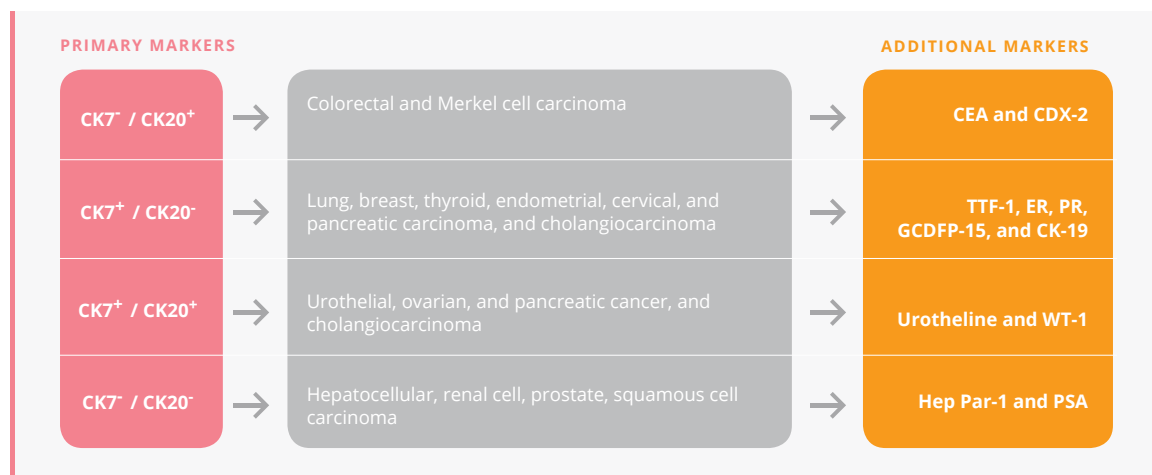 PRIMARY MARKERS
ADDITIONAL MARKERS
CK7⁻ / CK20⁺
Colorectal and Merkel cell carcinoma
CEA and CDX-2
CK7⁺ / CK20⁻
Lung, breast, thyroid, endometrial, cervical, and
pancreatic carcinoma, and cholangiocarcinoma
TTF-1, ER, PR,
GCDFP-15, and CK-19
CK7⁺ / CK20⁺
Urothelial, ovarian, and pancreatic cancer, and
cholangiocarcinoma
Urotheline and WT-1
CK7⁻ / CK20⁻
Hepatocellular, renal cell, prostate, squamous cell
carcinoma
Hep Par-1 and PSA